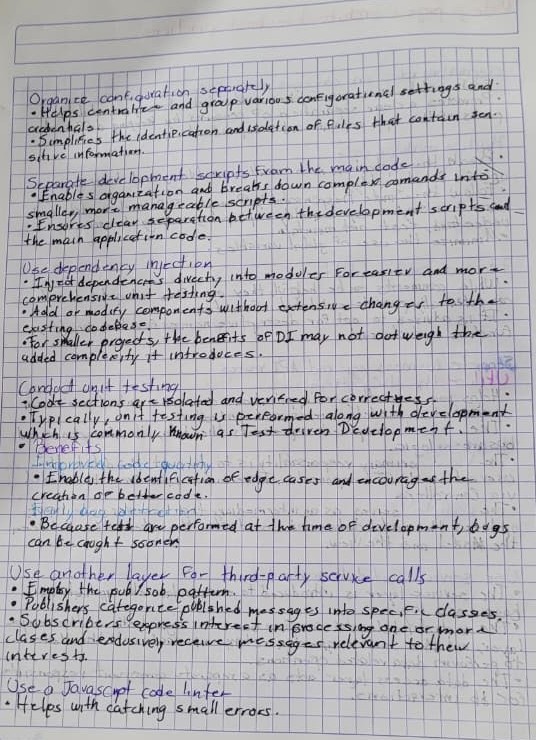 Organize configuration separately
• Helps centralize and group various configurational settings and
credentials.
• Simplifies the identification and isolation of files that contain sen-
sitive information.
Separate development scripts from the main code
• Enables organization and breaks down complex comands into
smaller, more manageable scripts.
• Ensores clear separation between the development scripts and
the main application code.
Use dependency injection
• Inject dependencies directly into modules for easier and more
comprehensive unit testing
• Add or modify components without extensive changes to the
existing codebase.
• For smaller projects, the benefits of DI may not outweigh the
added complexity it introduces.
Conduct unit testing
• Code sections are isolated and verified for correctness.
• Typically, unit testing is performed along with development
which is commonly known as Test driven Development.
• Benefits
Improved code quality
• Enables the identification of edge cases and encourages the
creation of better code.
Early bug detection
• Because test are performed at the time of development, bugs
can be caught sooner
Use another layer for third-party service calls
• Employ the pub/sob pattern.
• Publishers categorize published messages into specific classes.
• Subscribers express interest in processing one or more
clases and exclusively receive messages relevant to their
interests.
Use a Javascript code linter
• Helps with catching small errors.